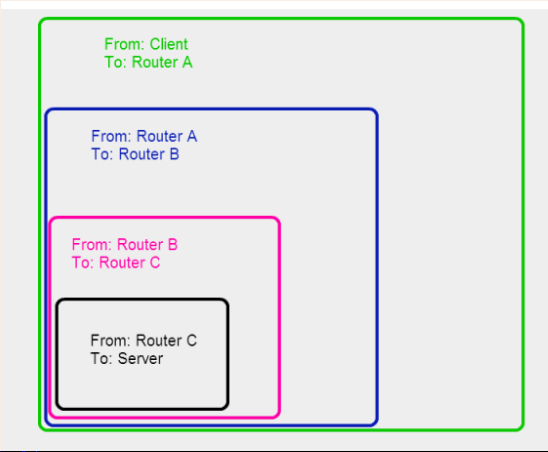 From: Client
To: Router A
From: Router A
To: Router B
From: Router B
To: Router C
From: Router C
To: Server